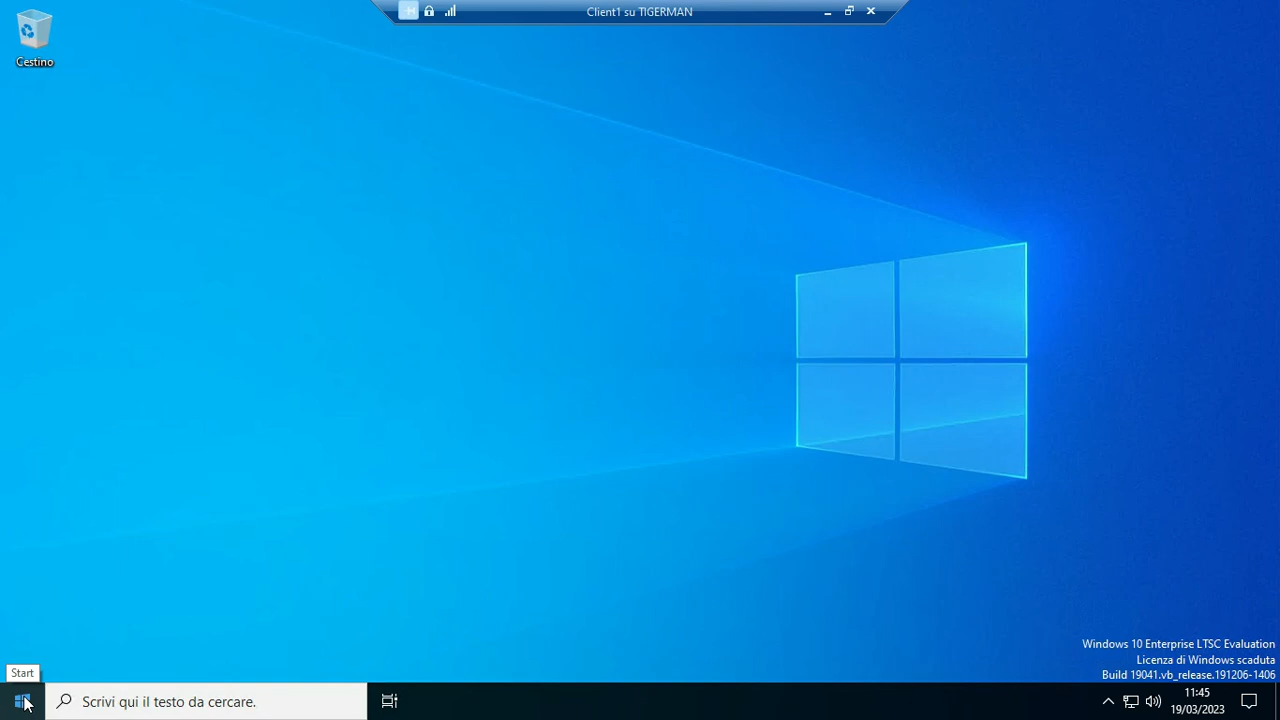 Client1 su TIGERMAN
Cestino
Windows 10 Enterprise LTSC Evaluation
Licenza di Windows scaduta
Build 19041.vb_release.191206-1406
Start
Scrivi qui il testo da cercare.
11:45
19/03/2023